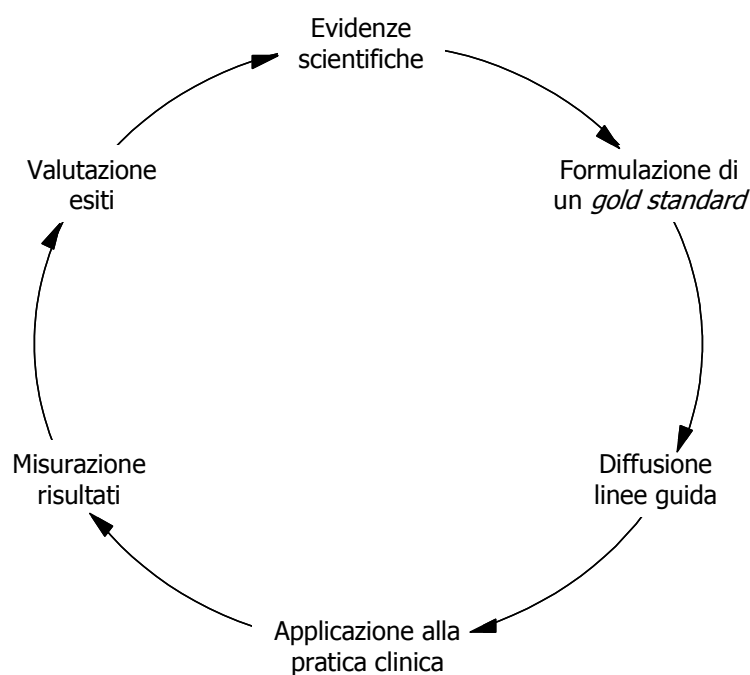 Evidenze
scientifiche
Formulazione di
un gold standard
Diffusione
linee guida
Applicazione alla
pratica clinica
Misurazione
risultati
Valutazione
esiti